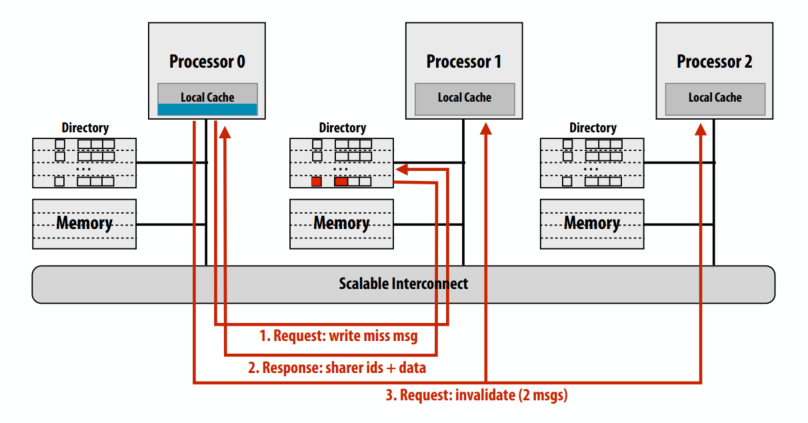 Processor 0
Local Cache
Processor 1
Local Cache
Processor 2
Local Cache
Directory
...
Memory
Directory
...
Memory
Directory
...
Memory
Scalable Interconnect
1. Request: write miss msg
2. Response: sharer ids + data
3. Request: invalidate (2 msgs)